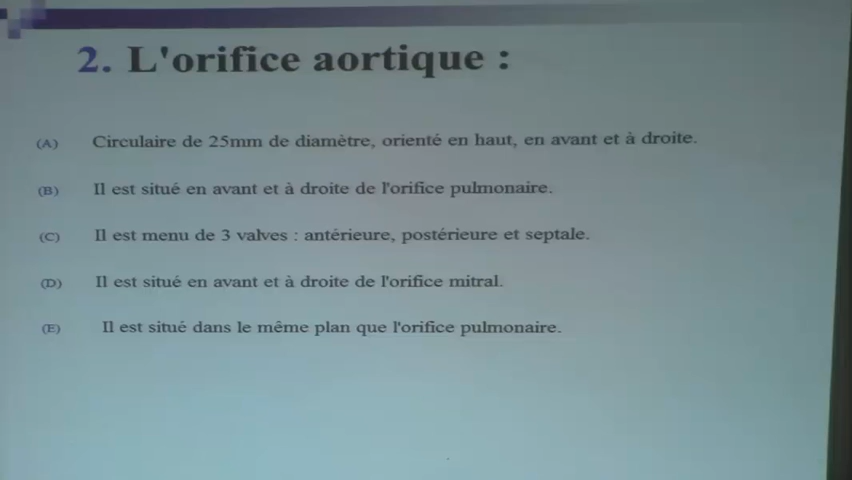 2. L'orifice aortique :
(A) Circulaire de 25mm de diamètre, orienté en haut, en avant et à droite.
(B) Il est situé en avant et à droite de l'orifice pulmonaire.
(C) Il est menu de 3 valves : antérieure, postérieure et septale.
(D) Il est situé en avant et à droite de l'orifice mitral.
(E) Il est situé dans le même plan que l'orifice pulmonaire.